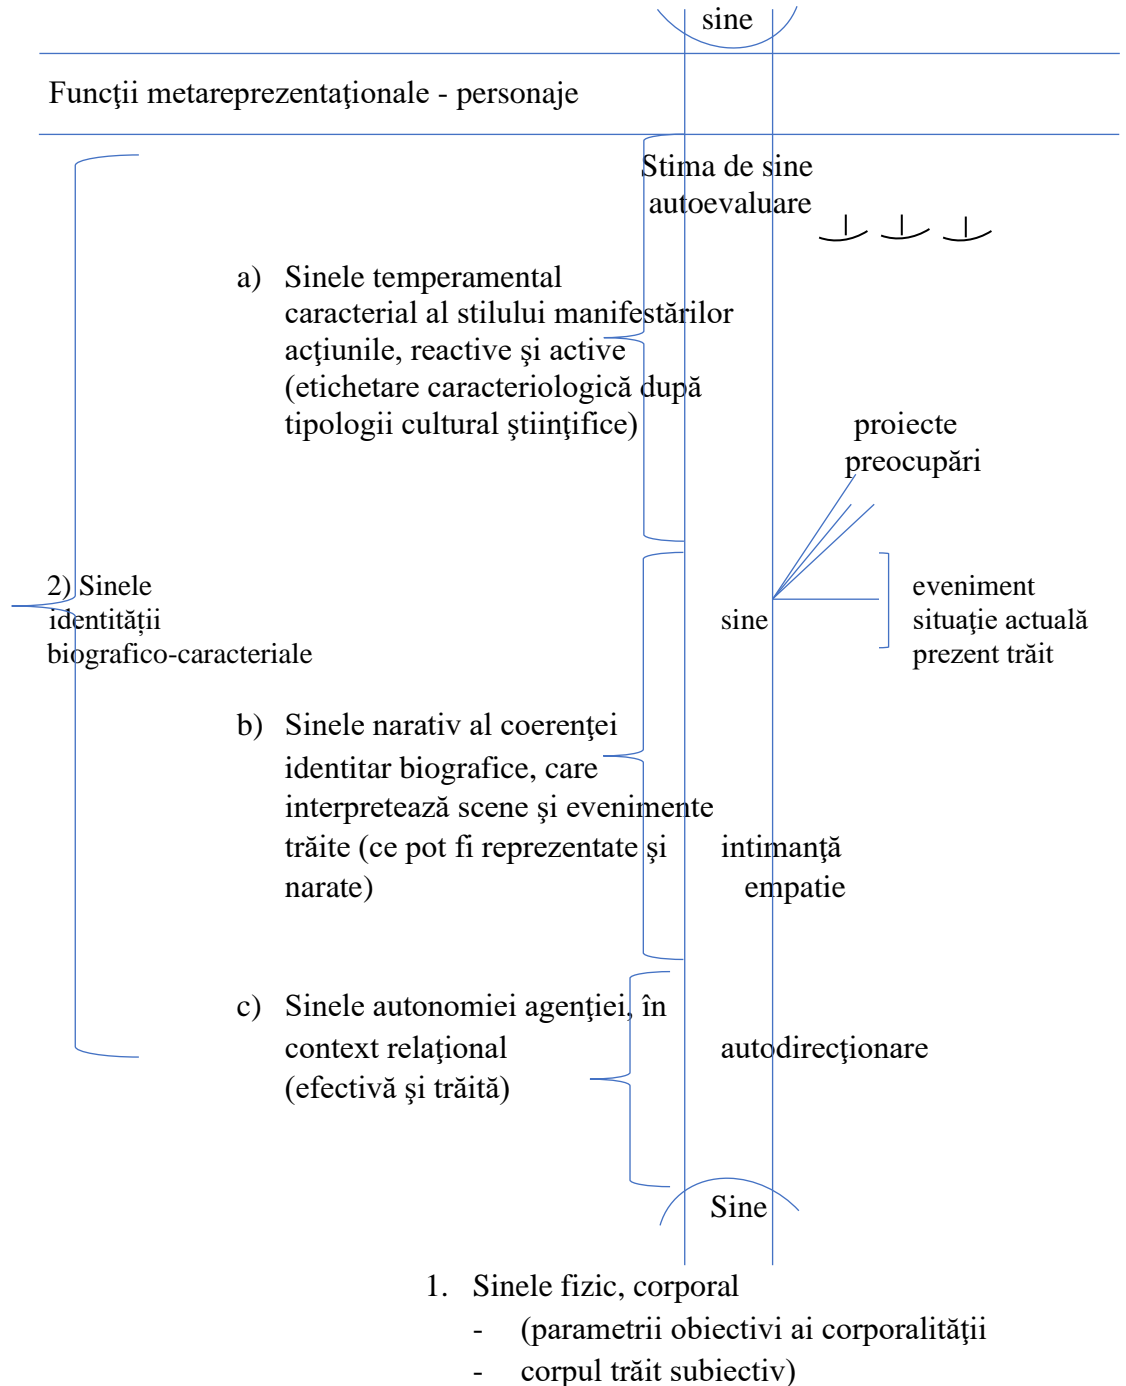 sine
Funcţii metareprezentaţionale - personaje
Stima de sine
autoevaluare
a) Sinele temperamental
caracterial al stilului manifestărilor
acţiunile, reactive şi active
(etichetare caracteriologică după
tipologii cultural ştiinţifice)
proiecte
preocupări
2) Sinele
identității
biografico-caracteriale
sine
eveniment
situaţie actuală
prezent trăit
b) Sinele narativ al coerenţei
identitar biografice, care
interpretează scene şi evenimente
trăite (ce pot fi reprezentate şi
narate)
intimanţă
empatie
c) Sinele autonomiei agenţiei, în
context relaţional
(efectivă şi trăită)
autodirecţionare
Sine
1. Sinele fizic, corporal
- (parametrii obiectivi ai corporalităţii
- corpul trăit subiectiv)